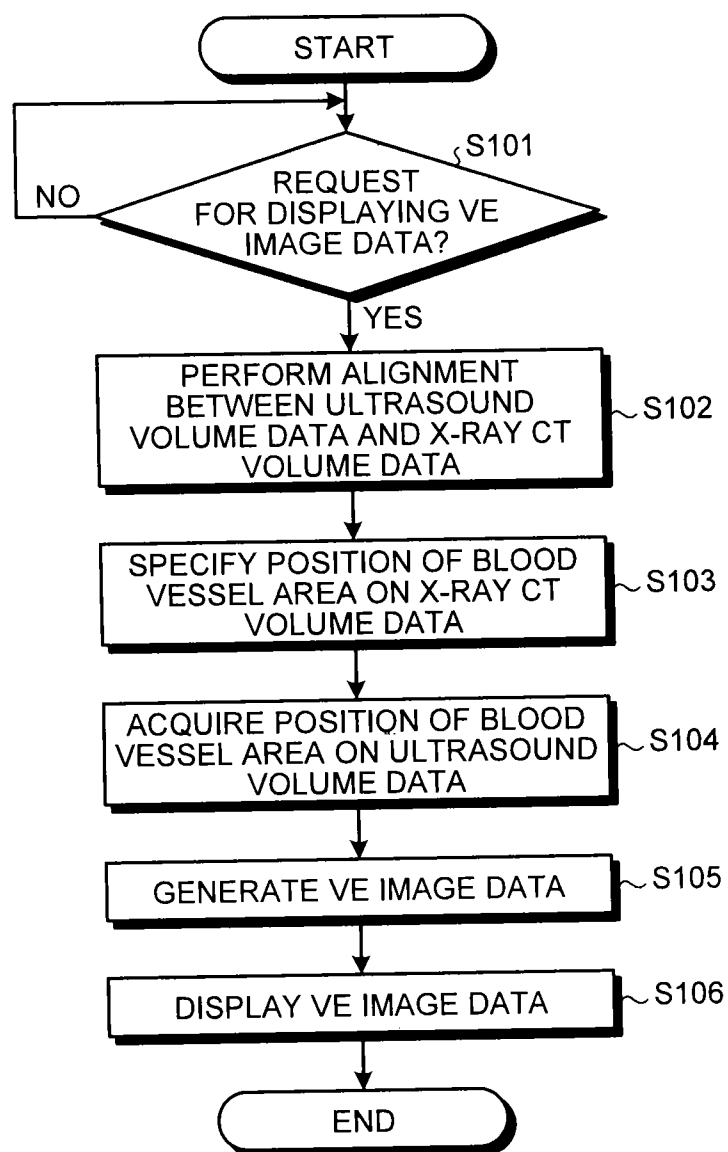 START
S101
REQUEST
FOR DISPLAYING VE
IMAGE DATA?
NO
YES
PERFORM ALIGNMENT
BETWEEN ULTRASOUND
VOLUME DATA AND X-RAY CT
VOLUME DATA
S102
SPECIFY POSITION OF BLOOD
VESSEL AREA ON X-RAY CT
VOLUME DATA
S103
ACQUIRE POSITION OF BLOOD
VESSEL AREA ON ULTRASOUND
VOLUME DATA
S104
GENERATE VE IMAGE DATA
S105
DISPLAY VE IMAGE DATA
S106
END